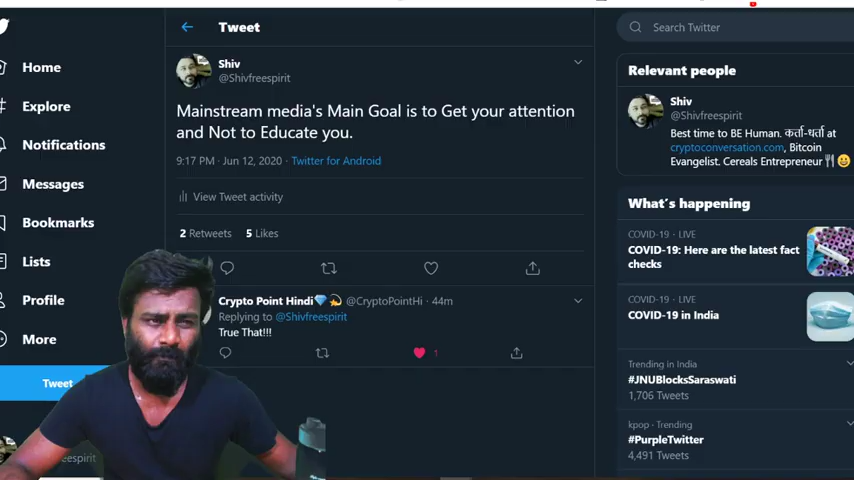 Tweet
Search Twitter
Home
Explore
Notifications
Messages
Bookmarks
Lists
Profile
More
Tweet
eespirit
Shiv
@Shivfreespirit
Mainstream media's Main Goal is to Get your attention
and Not to Educate you.
9:17 PM · Jun 12, 2020 · Twitter for Android
View Tweet activity
2 Retweets 5 Likes
Crypto Point Hindi @CryptoPointHi · 44m
Replying to @Shivfreespirit
True That!!!
1
Relevant people
Shiv
@Shivfreespirit
Best time to BE Human. कर्ता-धर्ता at
cryptoconversation.com, Bitcoin
Evangelist. Cereals Entrepreneur
What's happening
COVID-19 · LIVE
COVID-19: Here are the latest fact
checks
COVID-19 · LIVE
COVID-19 in India
Trending in India
#JNUBlocksSaraswati
1,706 Tweets
kpop · Trending
#PurpleTwitter
4,491 Tweets